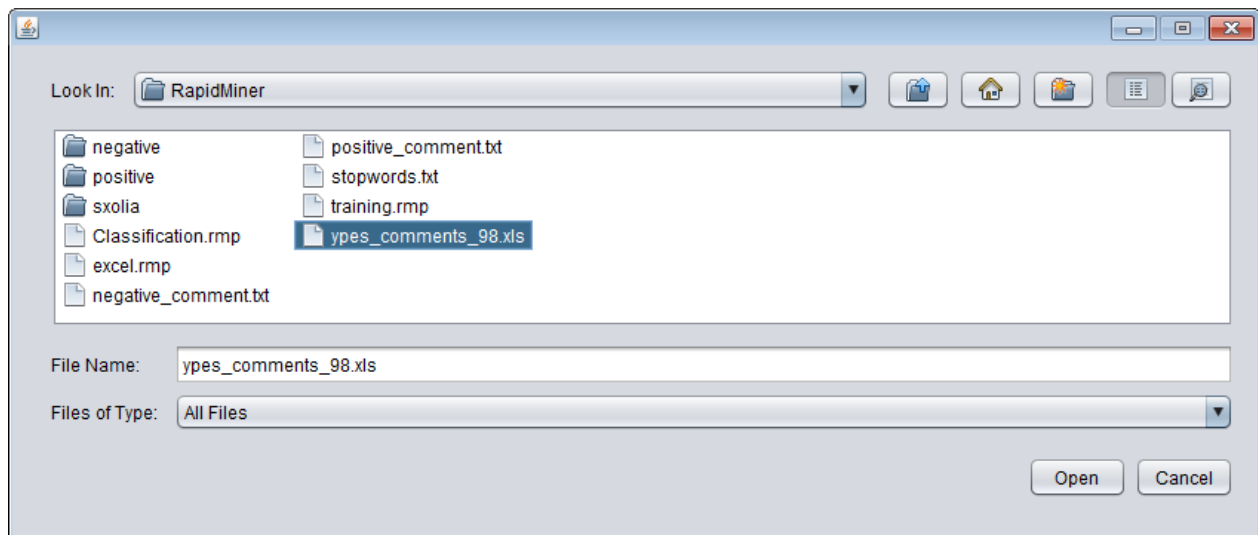 Look In: RapidMiner
negative
positive
sxolia
Classification.rmp
excel.rmp
negative_comment.txt
positive_comment.txt
stopwords.txt
training.rmp
ypes_comments_98.xls
File Name: ypes_comments_98.xls
Files of Type: All Files
Open Cancel